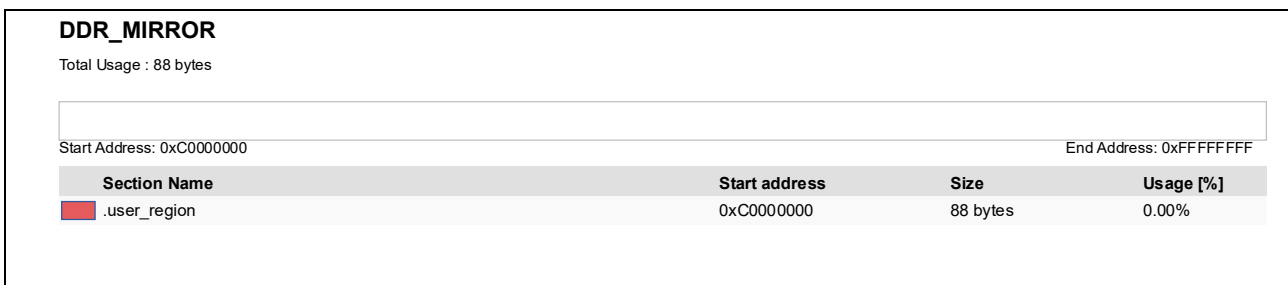 DDR_MIRROR
Total Usage : 88 bytes
Start Address: 0xC0000000 End Address: 0xFFFFFFFF
Section Name Start address Size Usage [%]
.user_region 0xC0000000 88 bytes 0.00%